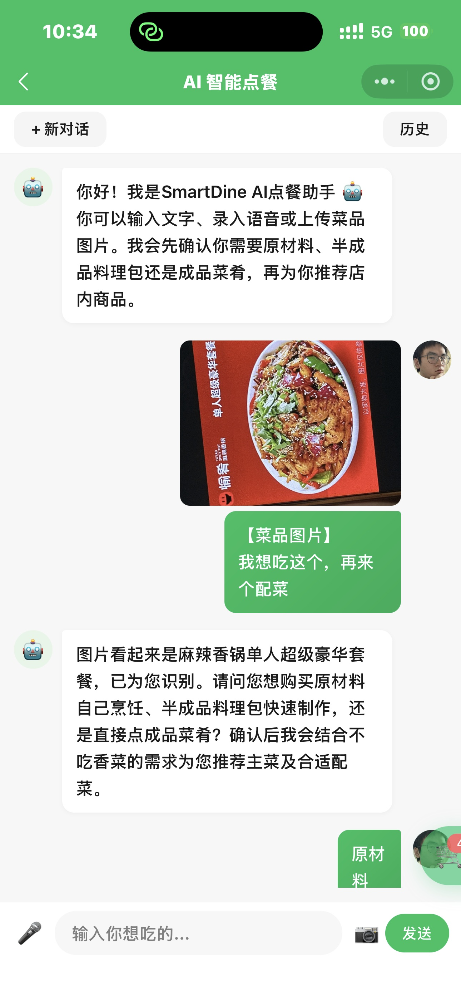 10:34
5G
100
AI 智能点餐
+ 新对话
历史
你好！我是SmartDine AI点餐助手
你可以输入文字、录入语音或上传菜品
图片。我会先确认你需要原材料、半成
品料理包还是成品菜肴，再为你推荐店
内商品。
单人超级豪华套餐
愉肴
YUYAO
SPICY POT
麻辣香锅
以实物为准，图片仅供参
【菜品图片】
我想吃这个，再来
个配菜
图片看起来是麻辣香锅单人超级豪华套
餐，已为您识别。请问您想购买原材料
自己烹饪、半成品料理包快速制作，还
是直接点成品菜肴？确认后我会结合不
吃香菜的需求为您推荐主菜及合适配
菜。
原材
料
输入你想吃的...
发送